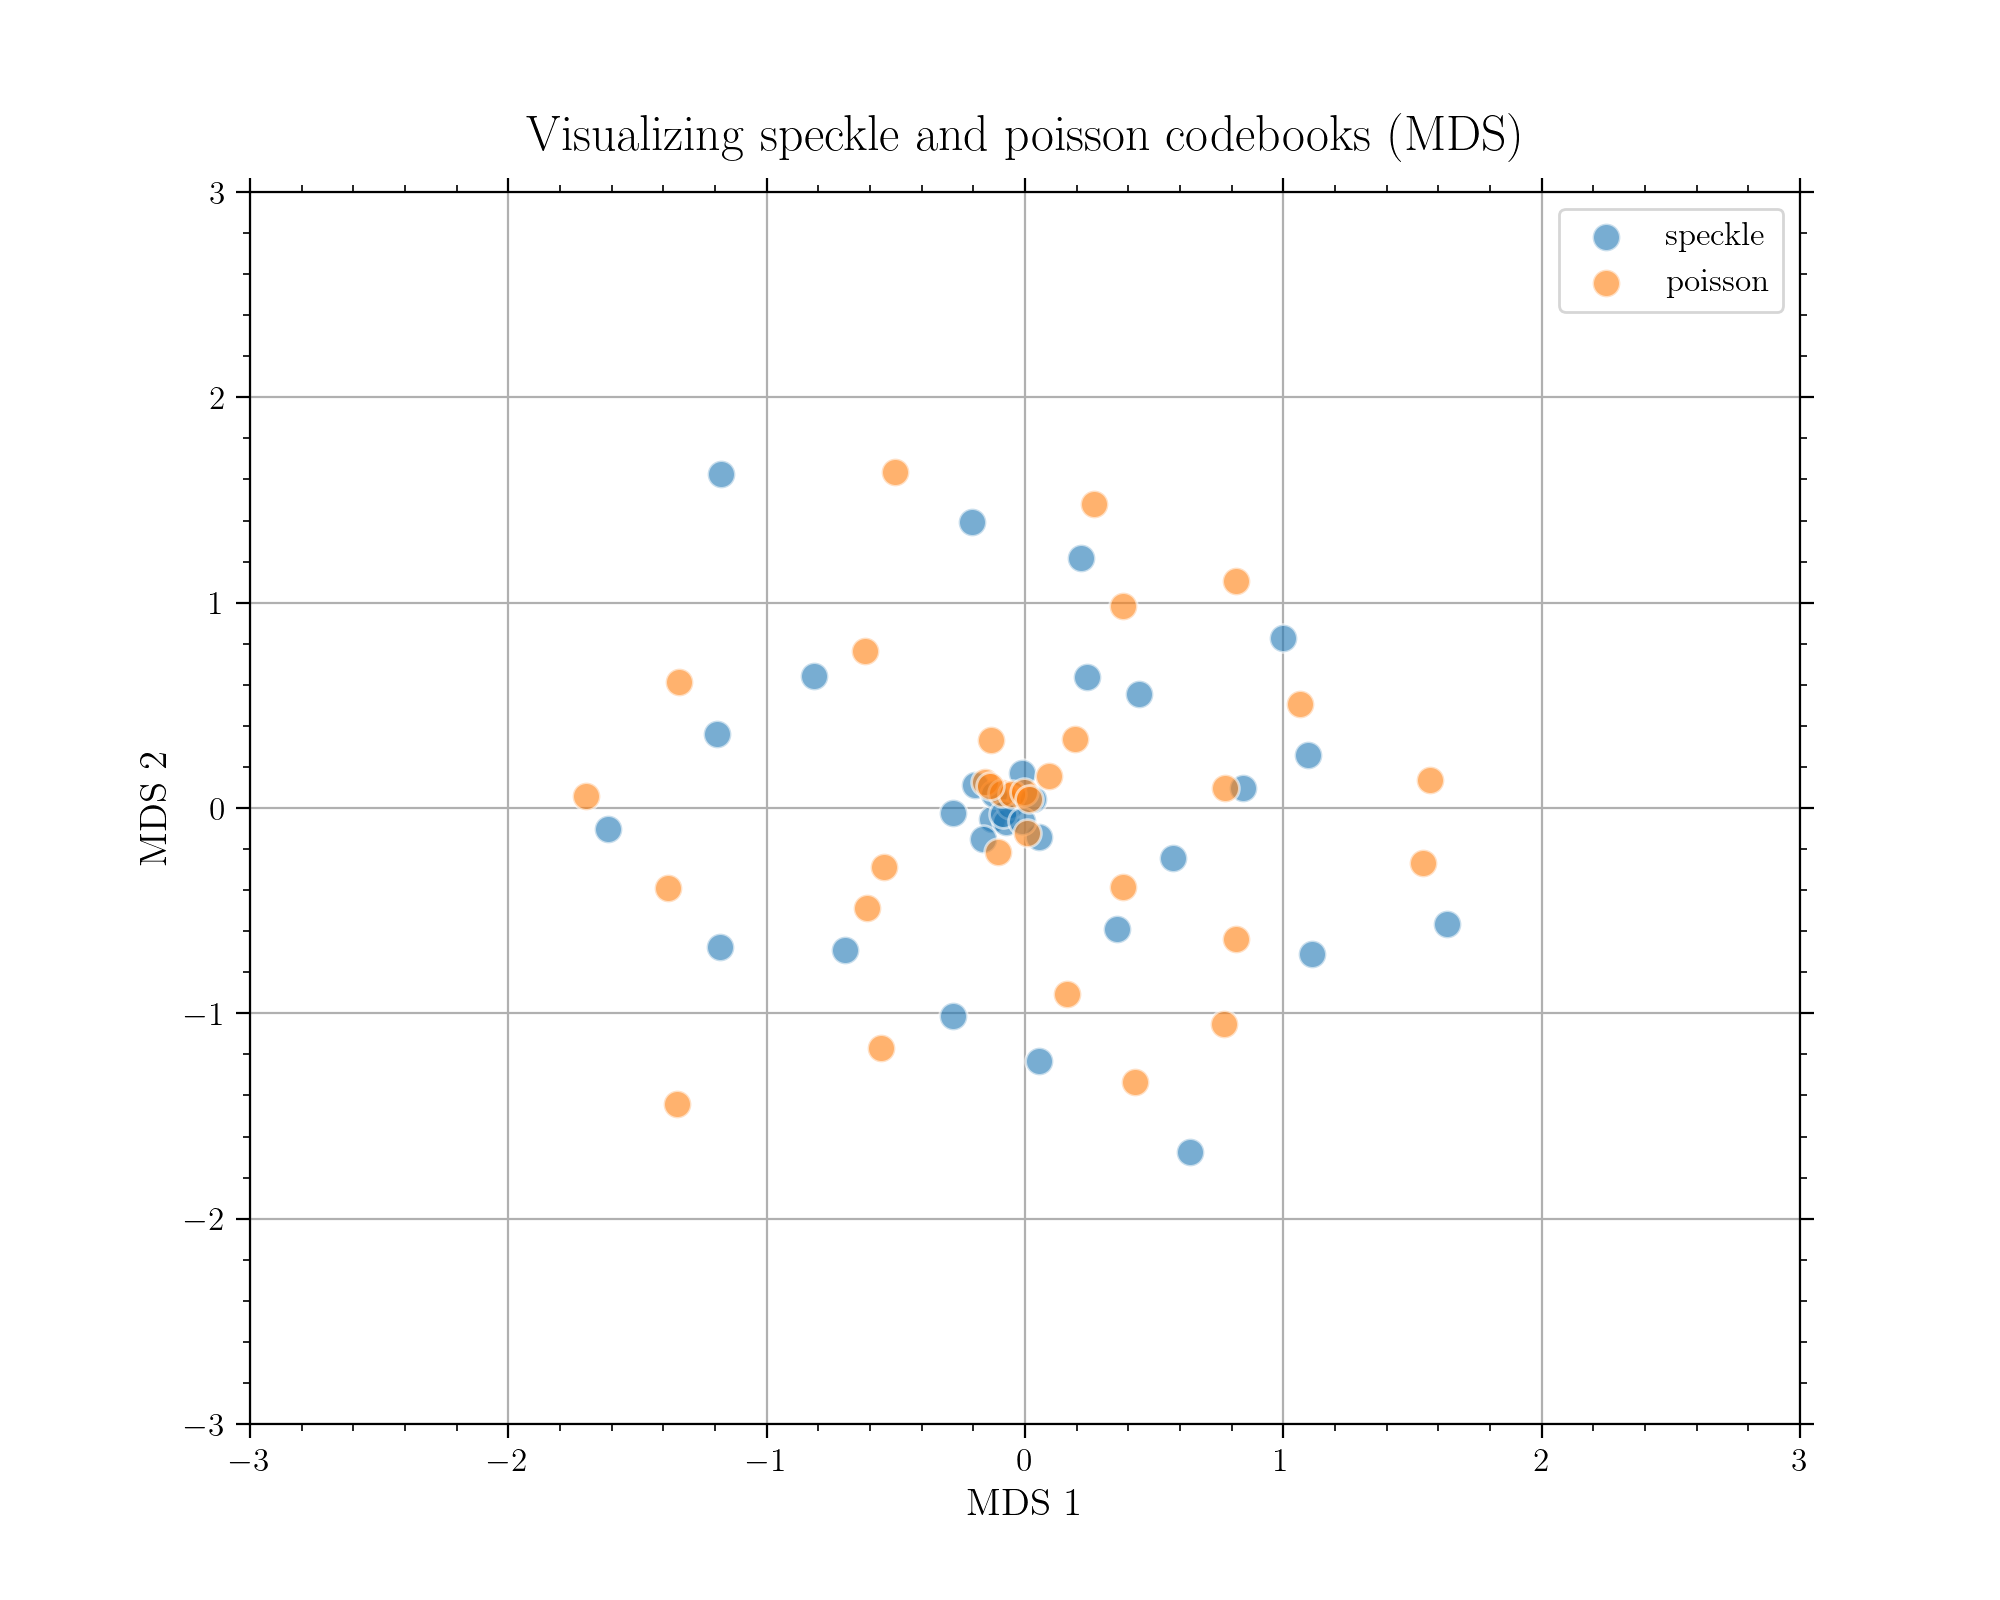 Visualizing speckle and poisson codebooks (MDS)
speckle
poisson
3
2
1
0
−1
−2
−3
MDS 2
−3 −2 −1 0 1 2 3
MDS 1